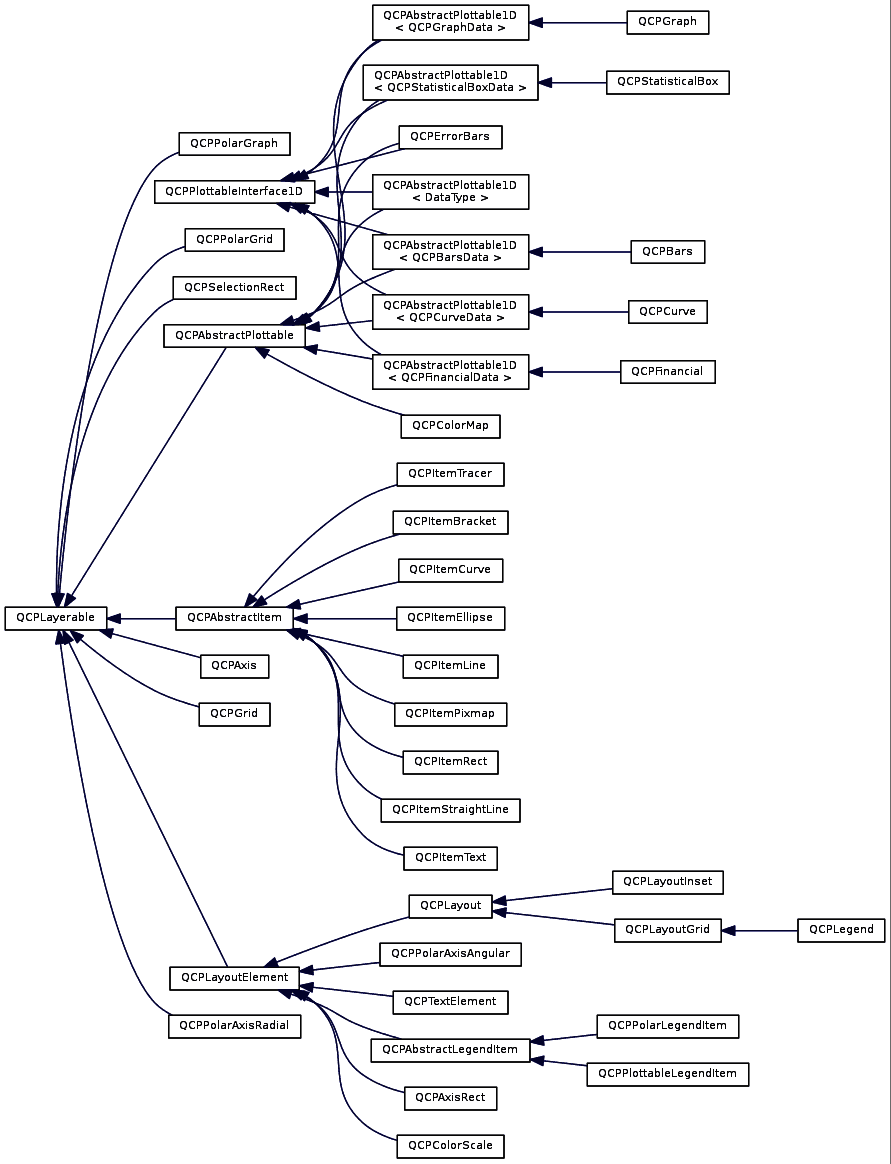 QCPAbstractPlottable1D
< QCPGraphData >
QCPGraph
QCPAbstractPlottable1D
< QCPStatisticalBoxData >
QCPStatisticalBox
QCPErrorBars
QCPPolarGraph
QCPPlottableInterface1D
QCPAbstractPlottable1D
< DataType >
QCPPolarGrid
QCPAbstractPlottable1D
< QCPBarsData >
QCPBars
QCPSelectionRect
QCPAbstractPlottable1D
< QCPCurveData >
QCPCurve
QCPAbstractPlottable
QCPAbstractPlottable1D
< QCPFinancialData >
QCPFinancial
QCPColorMap
QCPItemTracer
QCPItemBracket
QCPItemCurve
QCPLayerable
QCPAbstractItem
QCPItemEllipse
QCPAxis
QCPItemLine
QCPGrid
QCPItemPixmap
QCPItemRect
QCPItemStraightLine
QCPItemText
QCPLayoutInset
QCPLayout
QCPLayoutGrid
QCPLegend
QCPPolarAxisAngular
QCPLayoutElement
QCPTextElement
QCPPolarAxisRadial
QCPPolarLegendItem
QCPAbstractLegendItem
QCPPlottableLegendItem
QCPAxisRect
QCPColorScale